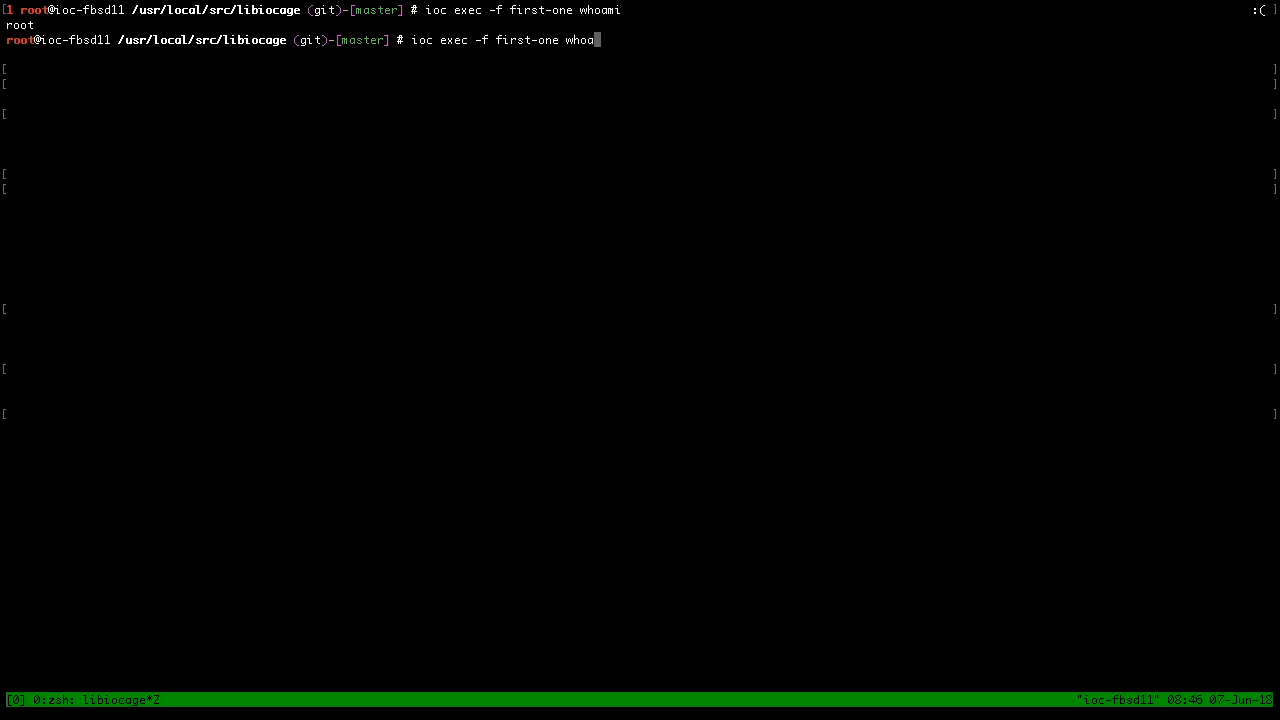 1 root@ioc-fbsd11 /usr/local/src/libiocage (git)-[master] # ioc exec -f first-one whoami :(
root
root@ioc-fbsd11 /usr/local/src/libiocage (git)-[master] # ioc exec -f first-one whoa
[ ]
[ ]
[ ]
[ ]
[ ]
[ ]
[ ]
[ ]
[0] 0:zsh: libiocage*Z "ioc-fbsd11" 08:46 07-Jun-18